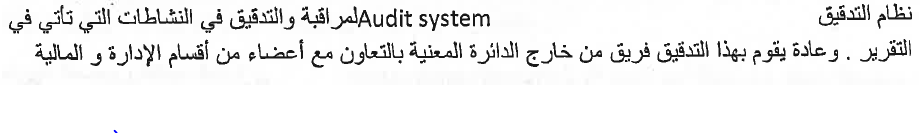 نظام التدقيق Audit system لمراقبة والتدقيق في النشاطات التي تأتي في
التقرير . وعادة يقوم بهذا التدقيق فريق من خارج الدائرة المعنية بالتعاون مع أعضاء من أقسام الإدارة و المالية